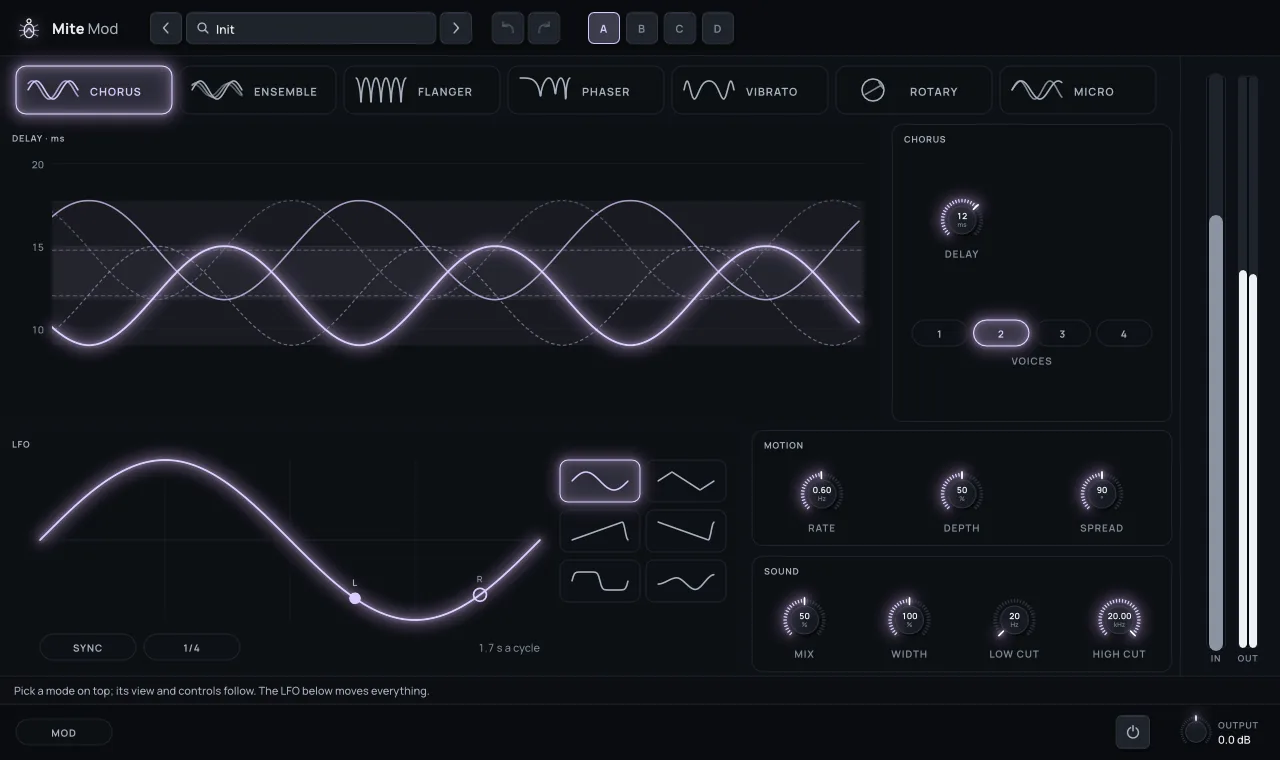 Mite Mod
Init
A B C D
CHORUS ENSEMBLE FLANGER PHASER VIBRATO ROTARY MICRO
DELAY · ms
20
15
10
CHORUS
12
ms
DELAY
1 2 3 4
VOICES
LFO
L
R
SYNC 1/4 1.7 s a cycle
MOTION
0.60 50 90
Hz % °
RATE DEPTH SPREAD
SOUND
50 100 20 20.00
% % Hz kHz
MIX WIDTH LOW CUT HIGH CUT
IN OUT
Pick a mode on top; its view and controls follow. The LFO below moves everything.
MOD
OUTPUT
0.0 dB